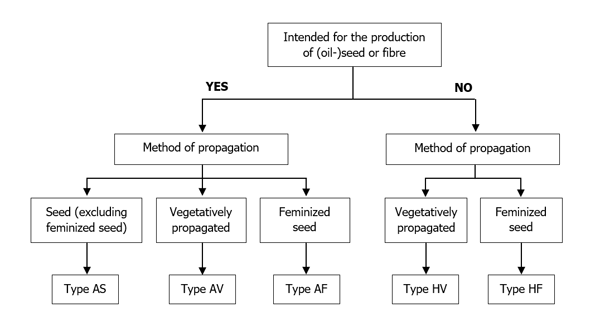 Intended for the production
of (oil-)seed or fibre
YES
NO
Method of propagation
Method of propagation
Seed (excluding
feminized seed)
Vegetatively
propagated
Feminized
seed
Vegetatively
propagated
Feminized
seed
Type AS
Type AV
Type AF
Type HV
Type HF